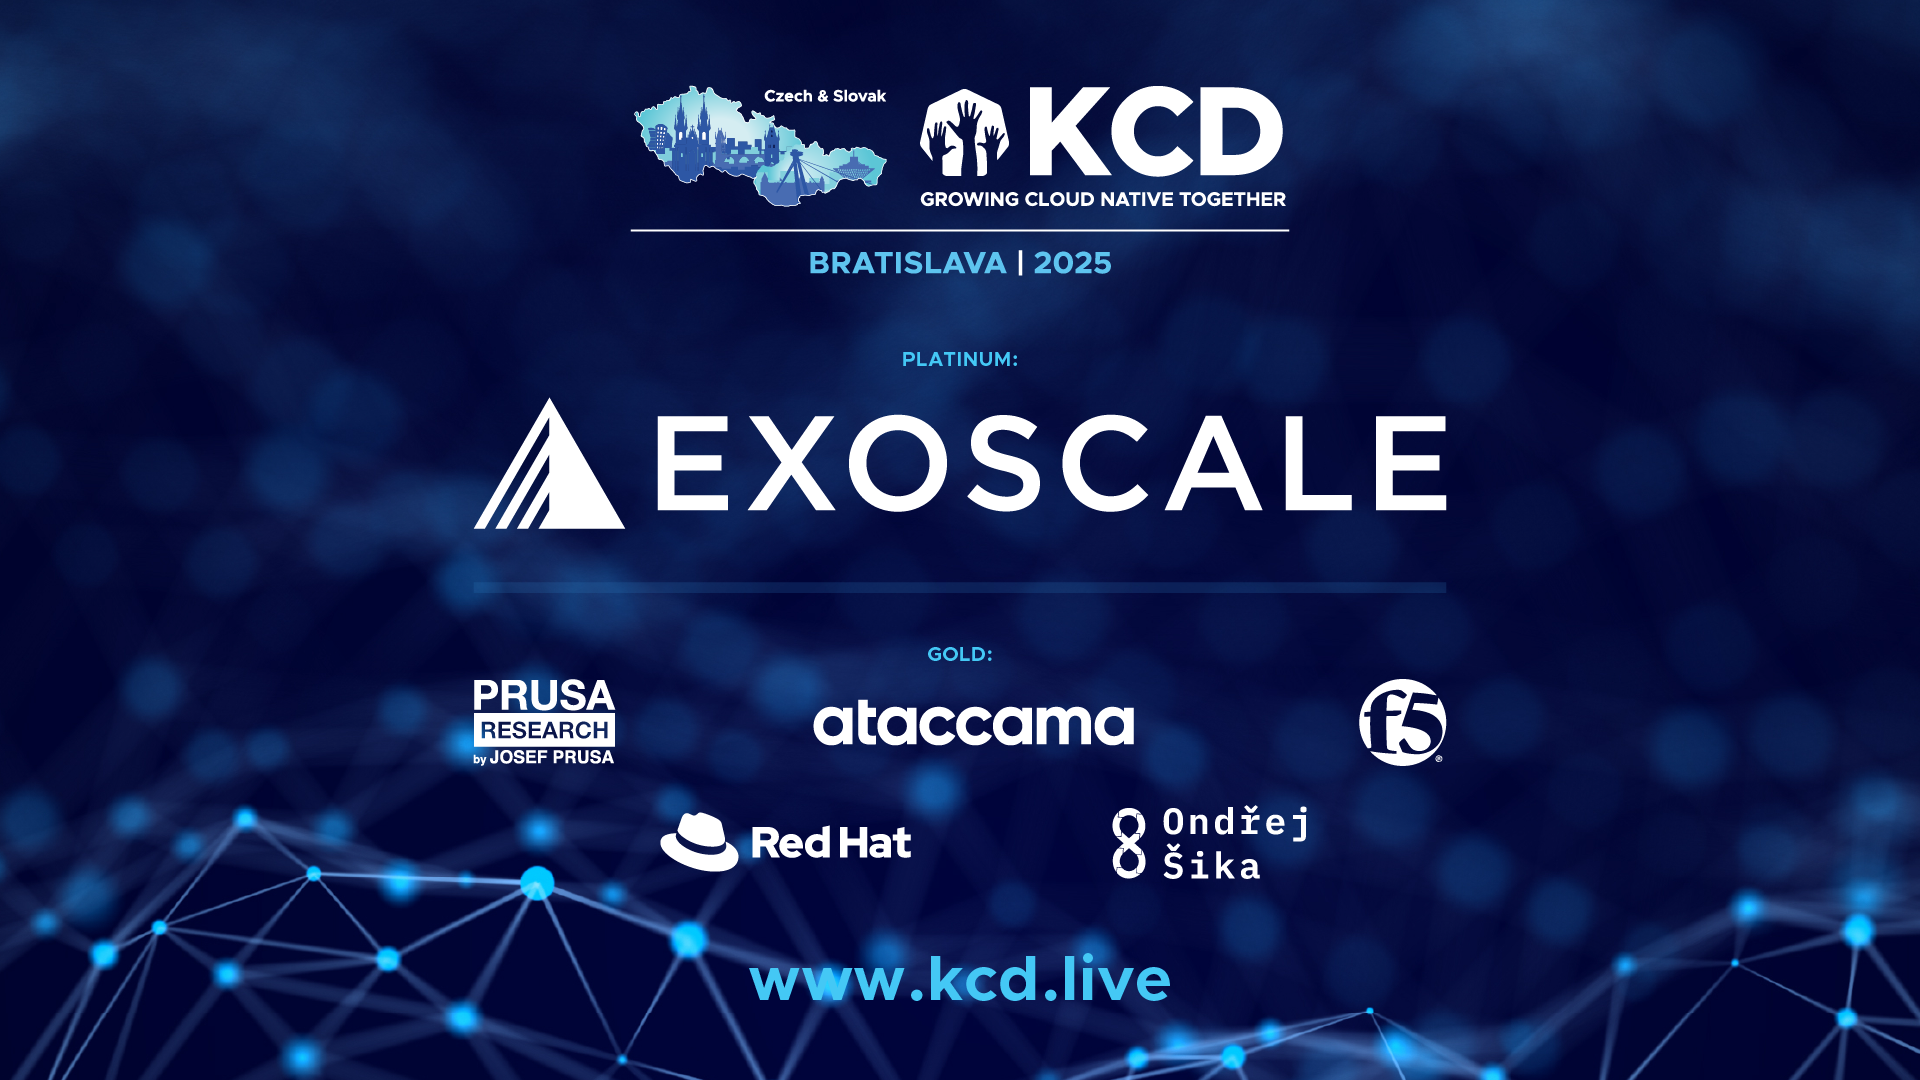 Czech & Slovak
KCD
GROWING CLOUD NATIVE TOGETHER
BRATISLAVA | 2025
PLATINUM:
EXOSCALE
GOLD:
PRUSA
RESEARCH
by JOSEF PRUSA
ataccama
f5
®
Red Hat
Ondřej
Šika
www.kcd.live